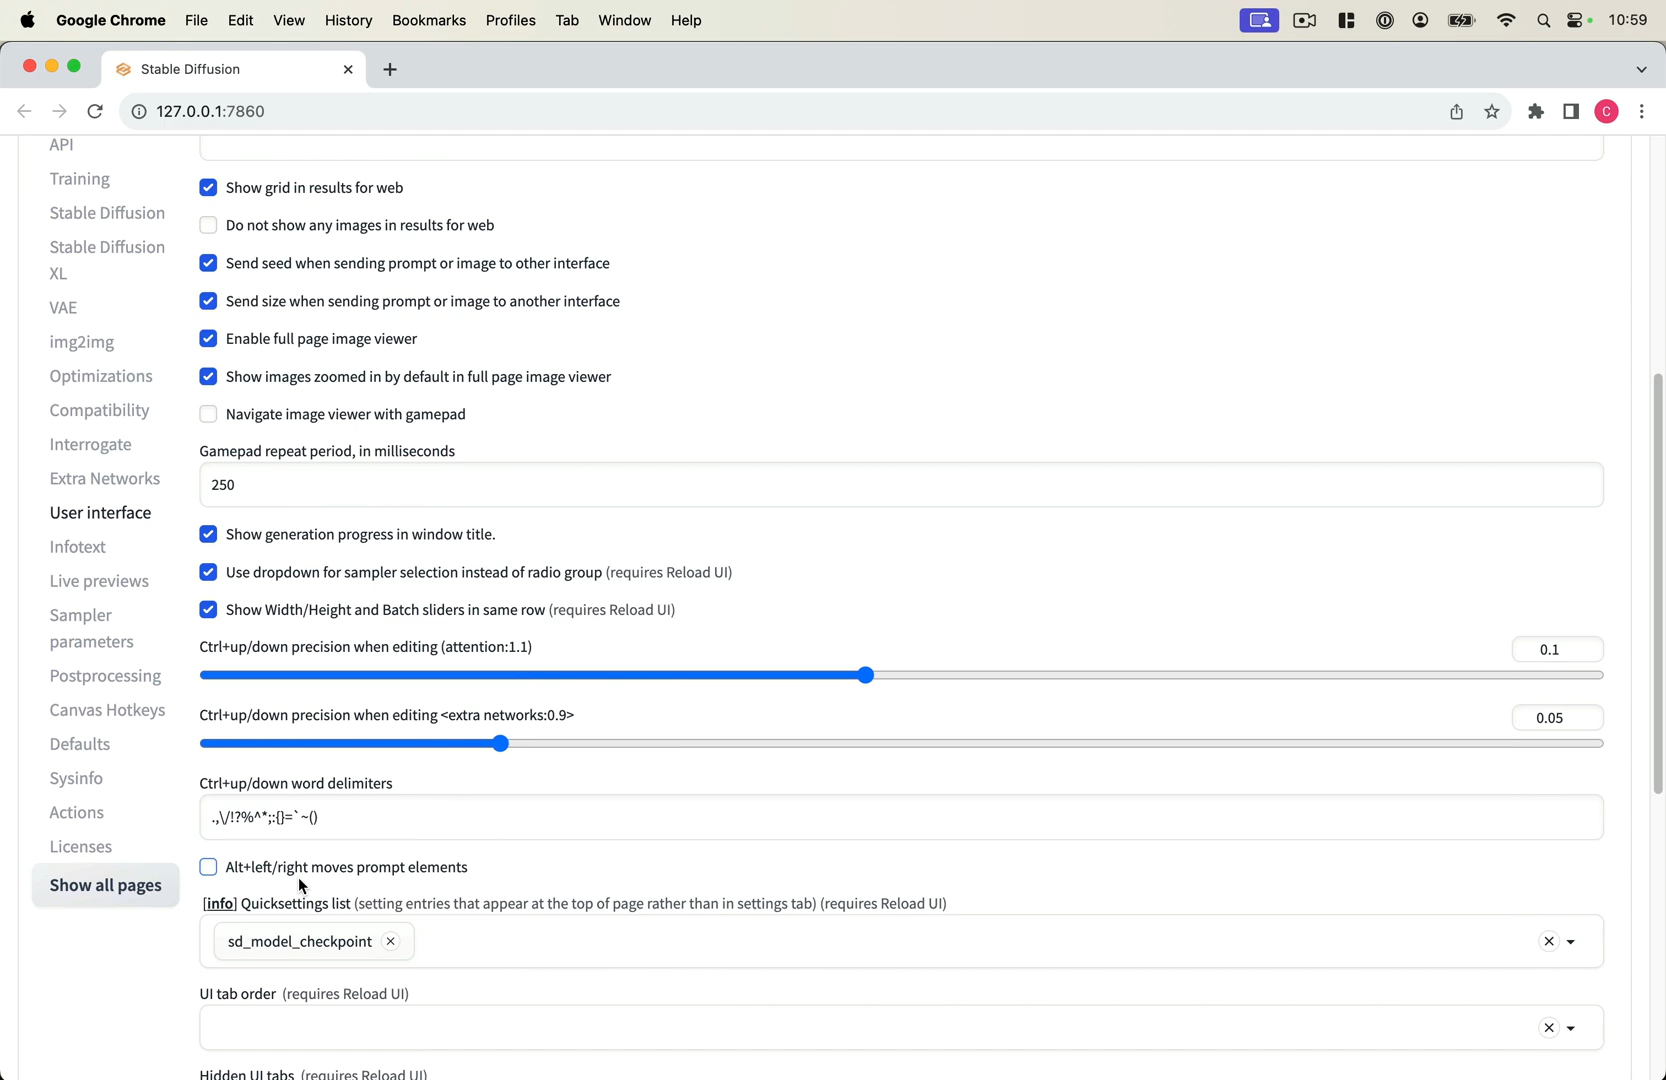 Google Chrome File Edit View History Bookmarks Profiles Tab Window Help 10:59
Stable Diffusion
127.0.0.1:7860
C
API
Training
Stable Diffusion
Stable Diffusion
XL
VAE
img2img
Optimizations
Compatibility
Interrogate
Extra Networks
User interface
Infotext
Live previews
Sampler
parameters
Postprocessing
Canvas Hotkeys
Defaults
Sysinfo
Actions
Licenses
Show all pages
Show grid in results for web
Do not show any images in results for web
Send seed when sending prompt or image to other interface
Send size when sending prompt or image to another interface
Enable full page image viewer
Show images zoomed in by default in full page image viewer
Navigate image viewer with gamepad
Gamepad repeat period, in milliseconds
250
Show generation progress in window title.
Use dropdown for sampler selection instead of radio group (requires Reload UI)
Show Width/Height and Batch sliders in same row (requires Reload UI)
Ctrl+up/down precision when editing (attention:1.1)
0.1
Ctrl+up/down precision when editing <extra networks:0.9>
0.05
Ctrl+up/down word delimiters
.,\/!?%^*;:{}=`~()
Alt+left/right moves prompt elements
[info] Quicksettings list (setting entries that appear at the top of page rather than in settings tab) (requires Reload UI)
sd_model_checkpoint
UI tab order (requires Reload UI)
Hidden UI tabs (requires Reload UI)